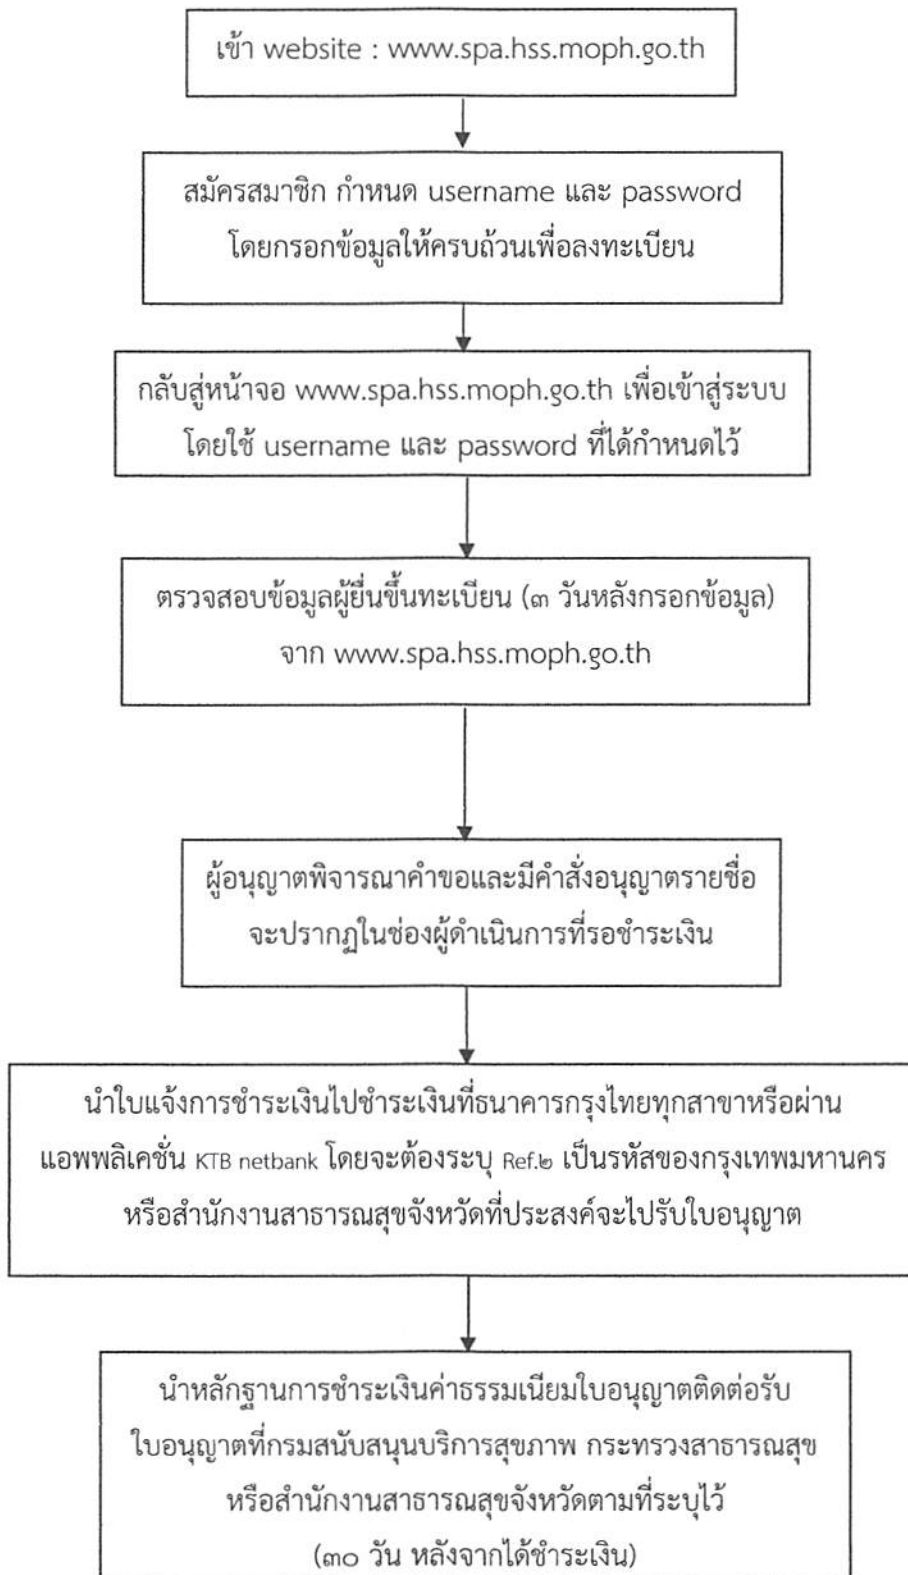 เข้า website : www.spa.hss.moph.go.th
สมัครสมาชิก กำหนด username และ password
โดยกรอกข้อมูลให้ครบถ้วนเพื่อลงทะเบียน
กลับสู่หน้าจอ www.spa.hss.moph.go.th เพื่อเข้าสู่ระบบ
โดยใช้ username และ password ที่ได้กำหนดไว้
ตรวจสอบข้อมูลผู้ยื่นขึ้นทะเบียน (๓ วันหลังกรอกข้อมูล)
จาก www.spa.hss.moph.go.th
ผู้อนุญาตพิจารณาคำขอและมีคำสั่งอนุญาตรายชื่อ
จะปรากฏในช่องผู้ดำเนินการที่รอชำระเงิน
นำใบแจ้งการชำระเงินไปชำระเงินที่ธนาคารกรุงไทยทุกสาขาหรือผ่าน
แอพพลิเคชั่น KTB netbank โดยจะต้องระบุ Ref.๒ เป็นรหัสของกรุงเทพมหานคร
หรือสำนักงานสาธารณสุขจังหวัดที่ประสงค์จะไปรับใบอนุญาต
นำหลักฐานการชำระเงินค่าธรรมเนียมใบอนุญาตติดต่อรับ
ใบอนุญาตที่กรมสนับสนุนบริการสุขภาพ กระทรวงสาธารณสุข
หรือสำนักงานสาธารณสุขจังหวัดตามที่ระบุไว้
(๓๐ วัน หลังจากได้ชำระเงิน)